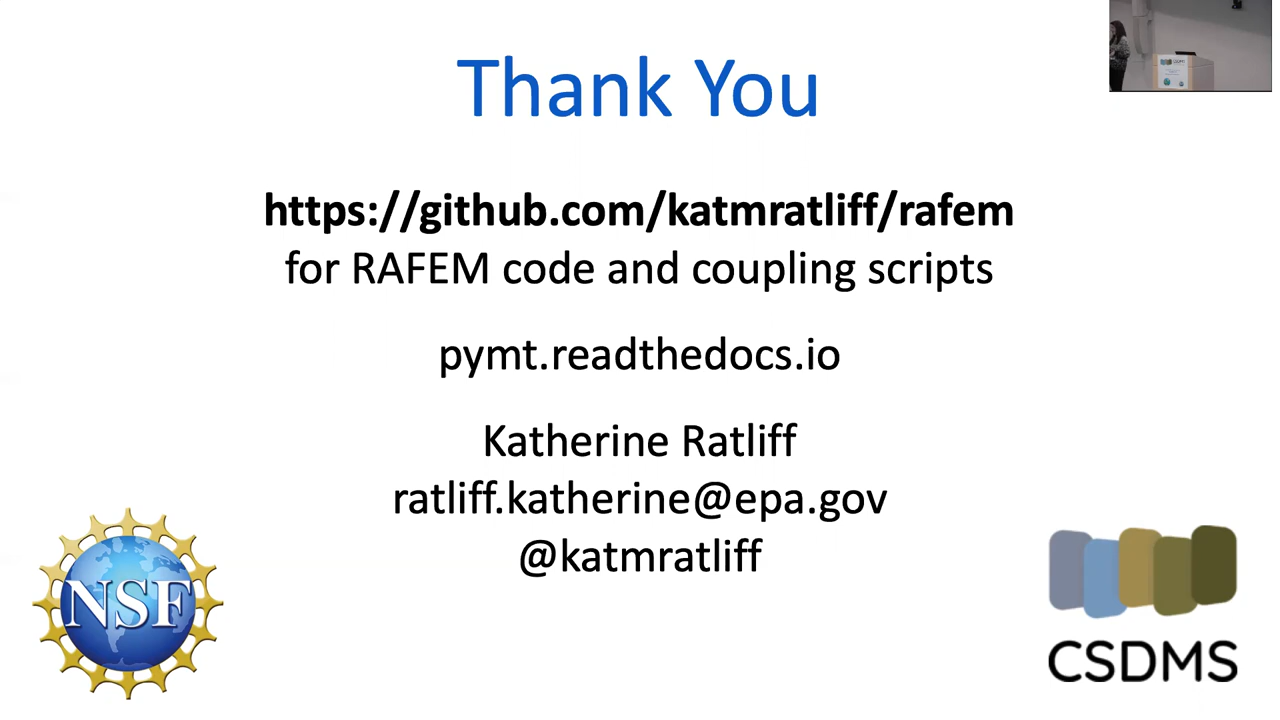 Thank You
https://github.com/katmratliff/rafem
for RAFEM code and coupling scripts
pymt.readthedocs.io
Katherine Ratliff
ratliff.katherine@epa.gov
@katmratliff
NSF
CSDMS